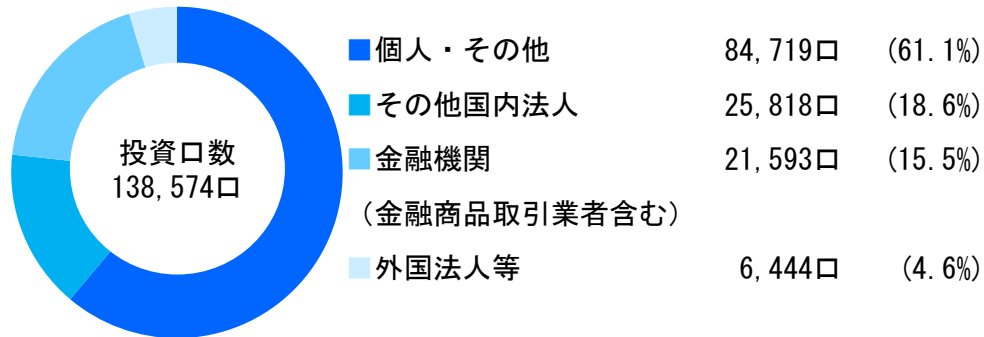 投資口数
138,574口
個人・その他 84,719口 (61.1%)
その他国内法人 25,818口 (18.6%)
金融機関 21,593口 (15.5%)
（金融商品取引業者含む）
外国法人等 6,444口 (4.6%)